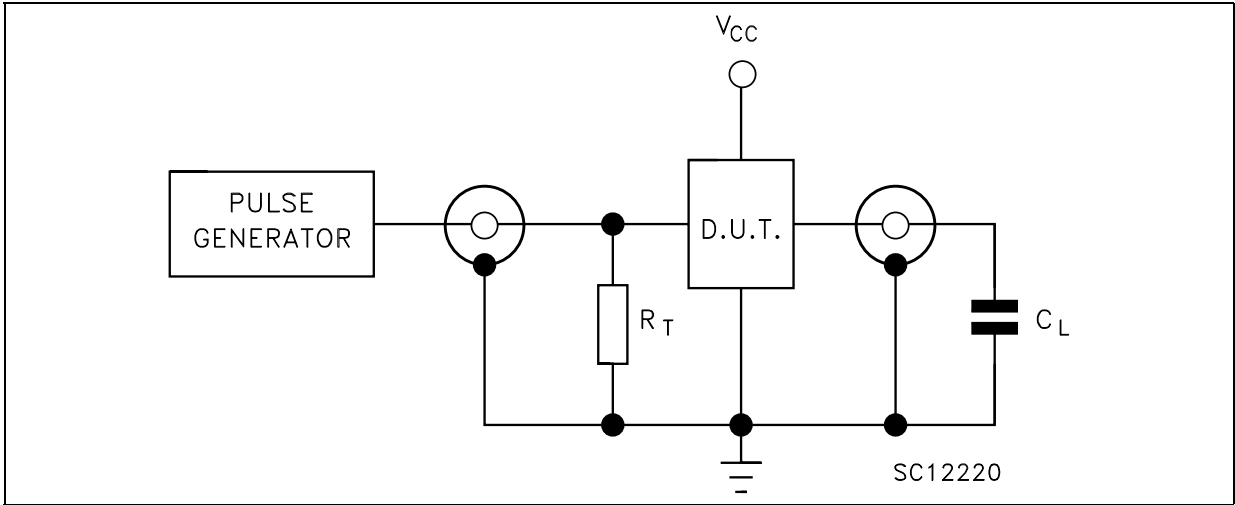 VCC
PULSE
GENERATOR
D.U.T.
RT
CL
SC12220